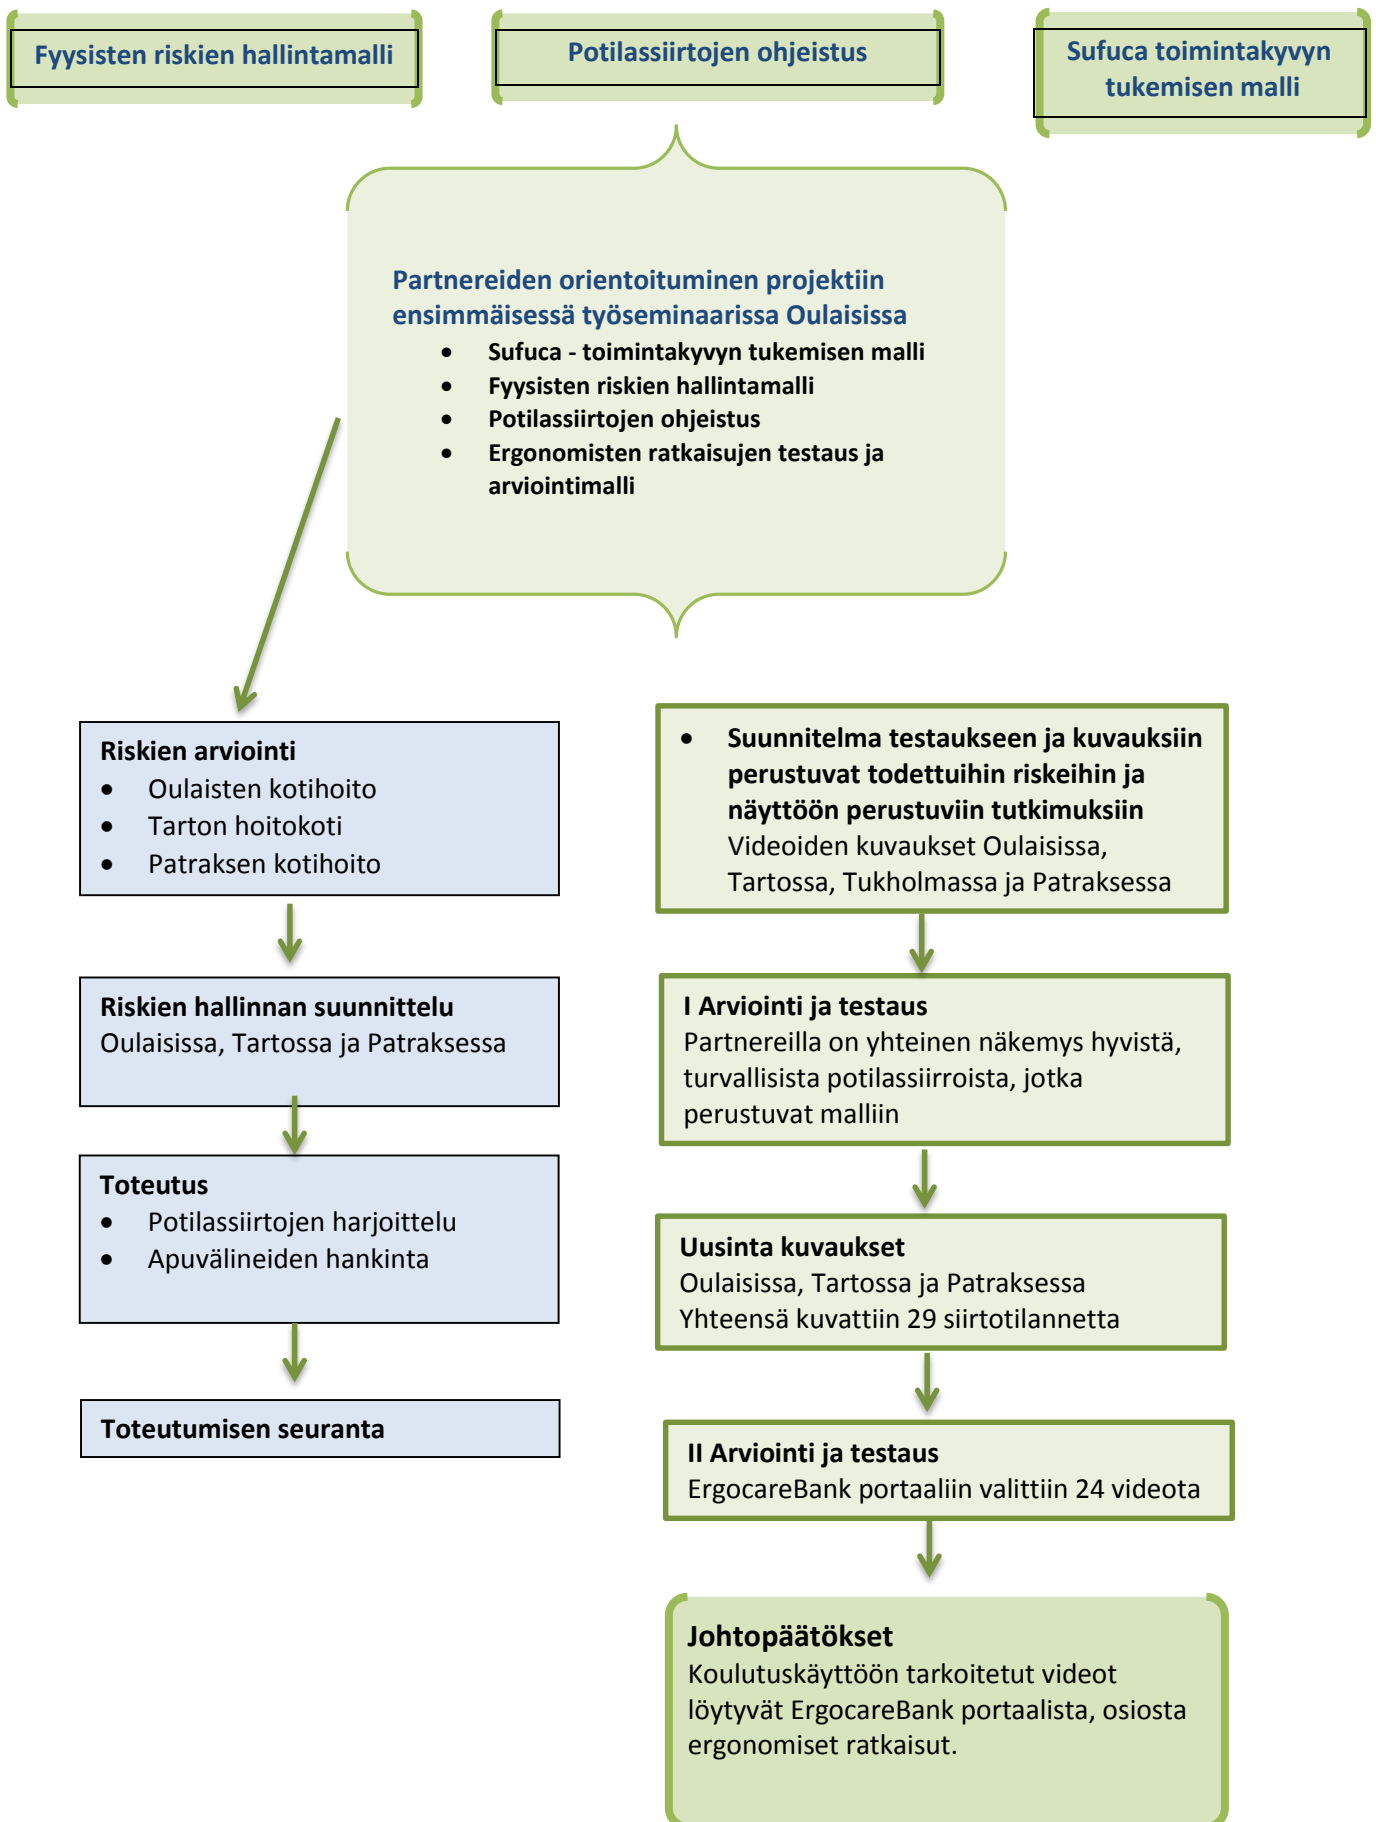 Fyysisten riskien hallintamalli
Potilassiirtojen ohjeistus
Sufuca toimintakyvyn
tukemisen malli
Partnereiden orientoituminen projektiin
ensimmäisessä työseminaarissa Oulaisissa
• Sufuca - toimintakyvyn tukemisen malli
• Fyysisten riskien hallintamalli
• Potilassiirtojen ohjeistus
• Ergonomisten ratkaisujen testaus ja
arviointimalli
Riskien arviointi
• Oulaisten kotihoito
• Tarton hoitokoti
• Patraksen kotihoito
Riskien hallinnan suunnittelu
Oulaisissa, Tartossa ja Patraksessa
Toteutus
• Potilassiirtojen harjoittelu
• Apuvälineiden hankinta
Toteutumisen seuranta
• Suunnitelma testaukseen ja kuvauksiin
perustuvat todettuihin riskeihin ja
näyttöön perustuviin tutkimuksiin
Videoiden kuvaukset Oulaisissa,
Tartossa, Tukholmassa ja Patraksessa
I Arviointi ja testaus
Partnereilla on yhteinen näkemys hyvistä,
turvallisista potilassiirroista, jotka
perustuvat malliin
Uusinta kuvaukset
Oulaisissa, Tartossa ja Patraksessa
Yhteensä kuvattiin 29 siirtotilannetta
II Arviointi ja testaus
ErgocareBank portaaliin valittiin 24 videota
Johtopäätökset
Koulutuskäyttöön tarkoitetut videot
löytyvät ErgocareBank portaalista, osiosta
ergonomiset ratkaisut.